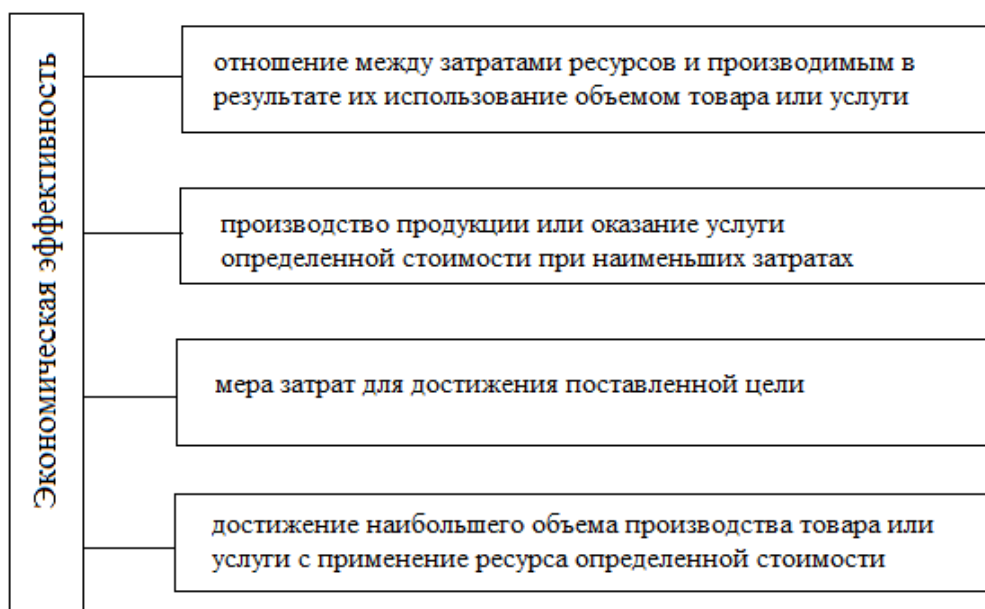 Экономическая эффективность
отношение между затратами ресурсов и производимым в
результате их использование объемом товара или услуги
производство продукции или оказание услуги
определенной стоимости при наименьших затратах
мера затрат для достижения поставленной цели
достижение наибольшего объема производства товара или
услуги с применение ресурса определенной стоимости